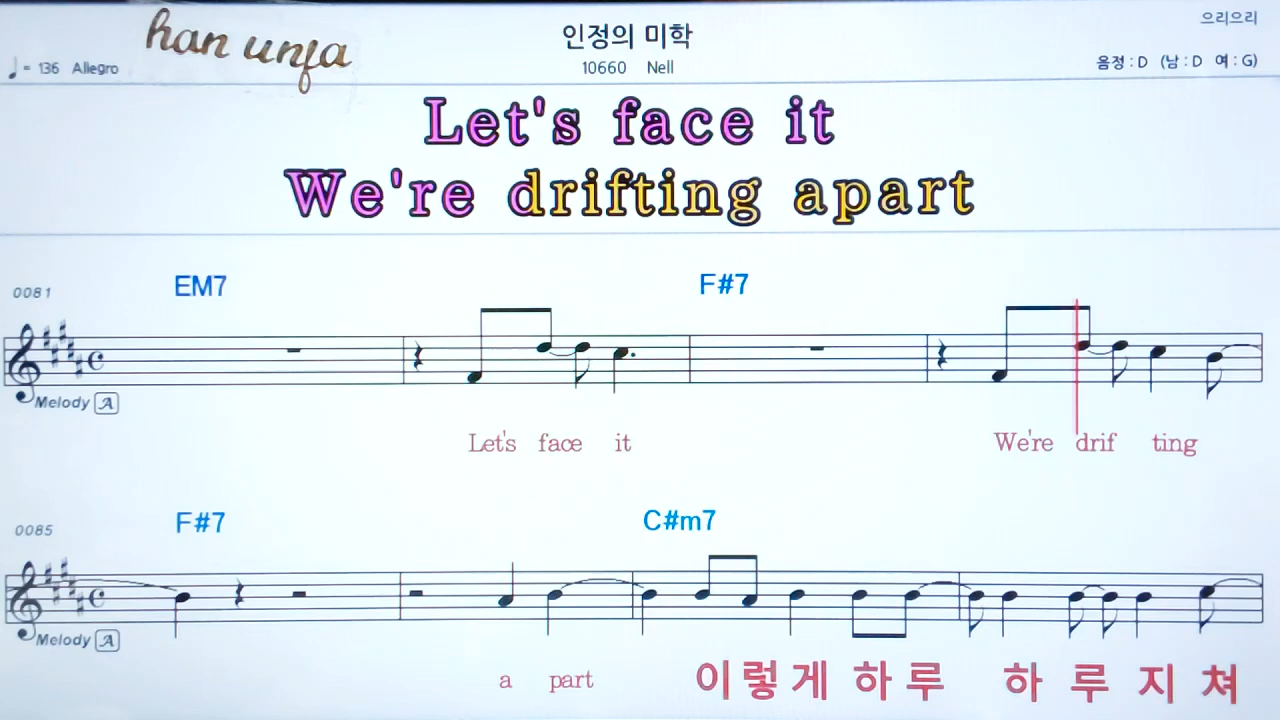 han unfa
인정의 미학
으리으리
♩= 136 Allegro
10660 Nell
음정 : D (남 : D 여 : G)
Let's face it
We're drifting apart
0081
EM7 F#7
Melody A
Let's face it We're drif ting
0085
F#7 C#m7
Melody A
a part 이 렇 게 하 루 하 루 지 쳐